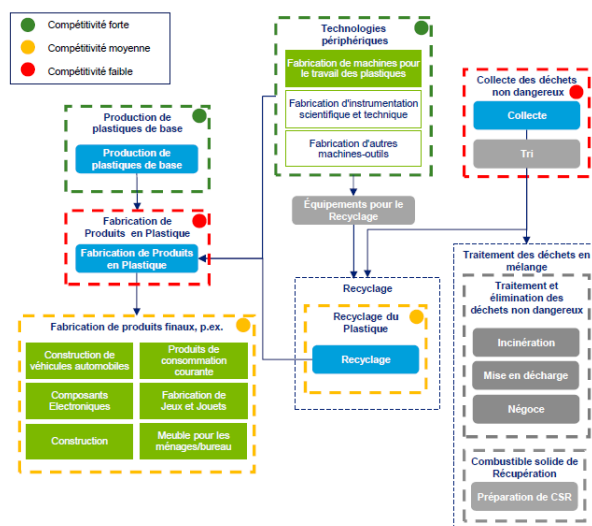 Compétitivité forte
Compétitivité moyenne
Compétitivité faible
Technologies
périphériques
Fabrication de machines pour
le travail des plastiques
Fabrication d'instrumentation
scientifique et technique
Fabrication d'autres
machines-outils
Collecte des déchets
non dangereux
Collecte
Tri
Production de
plastiques de base
Production de
plastiques de base
Équipements pour le
Recyclage
Fabrication de
Produits en Plastique
Fabrication de Produits
en Plastique
Recyclage
Recyclage du
Plastique
Recyclage
Traitement des déchets en
mélange
Traitement et
élimination des
déchets non dangereux
Incinération
Mise en décharge
Négoce
Combustible solide de
Récupération
Préparation de CSR
Fabrication de produits finaux, p.ex.
Construction de
véhicules automobiles
Produits de
consommation
courante
Composants
Electroniques
Fabrication de
Jeux et Jouets
Construction
Meuble pour les
ménages/bureau